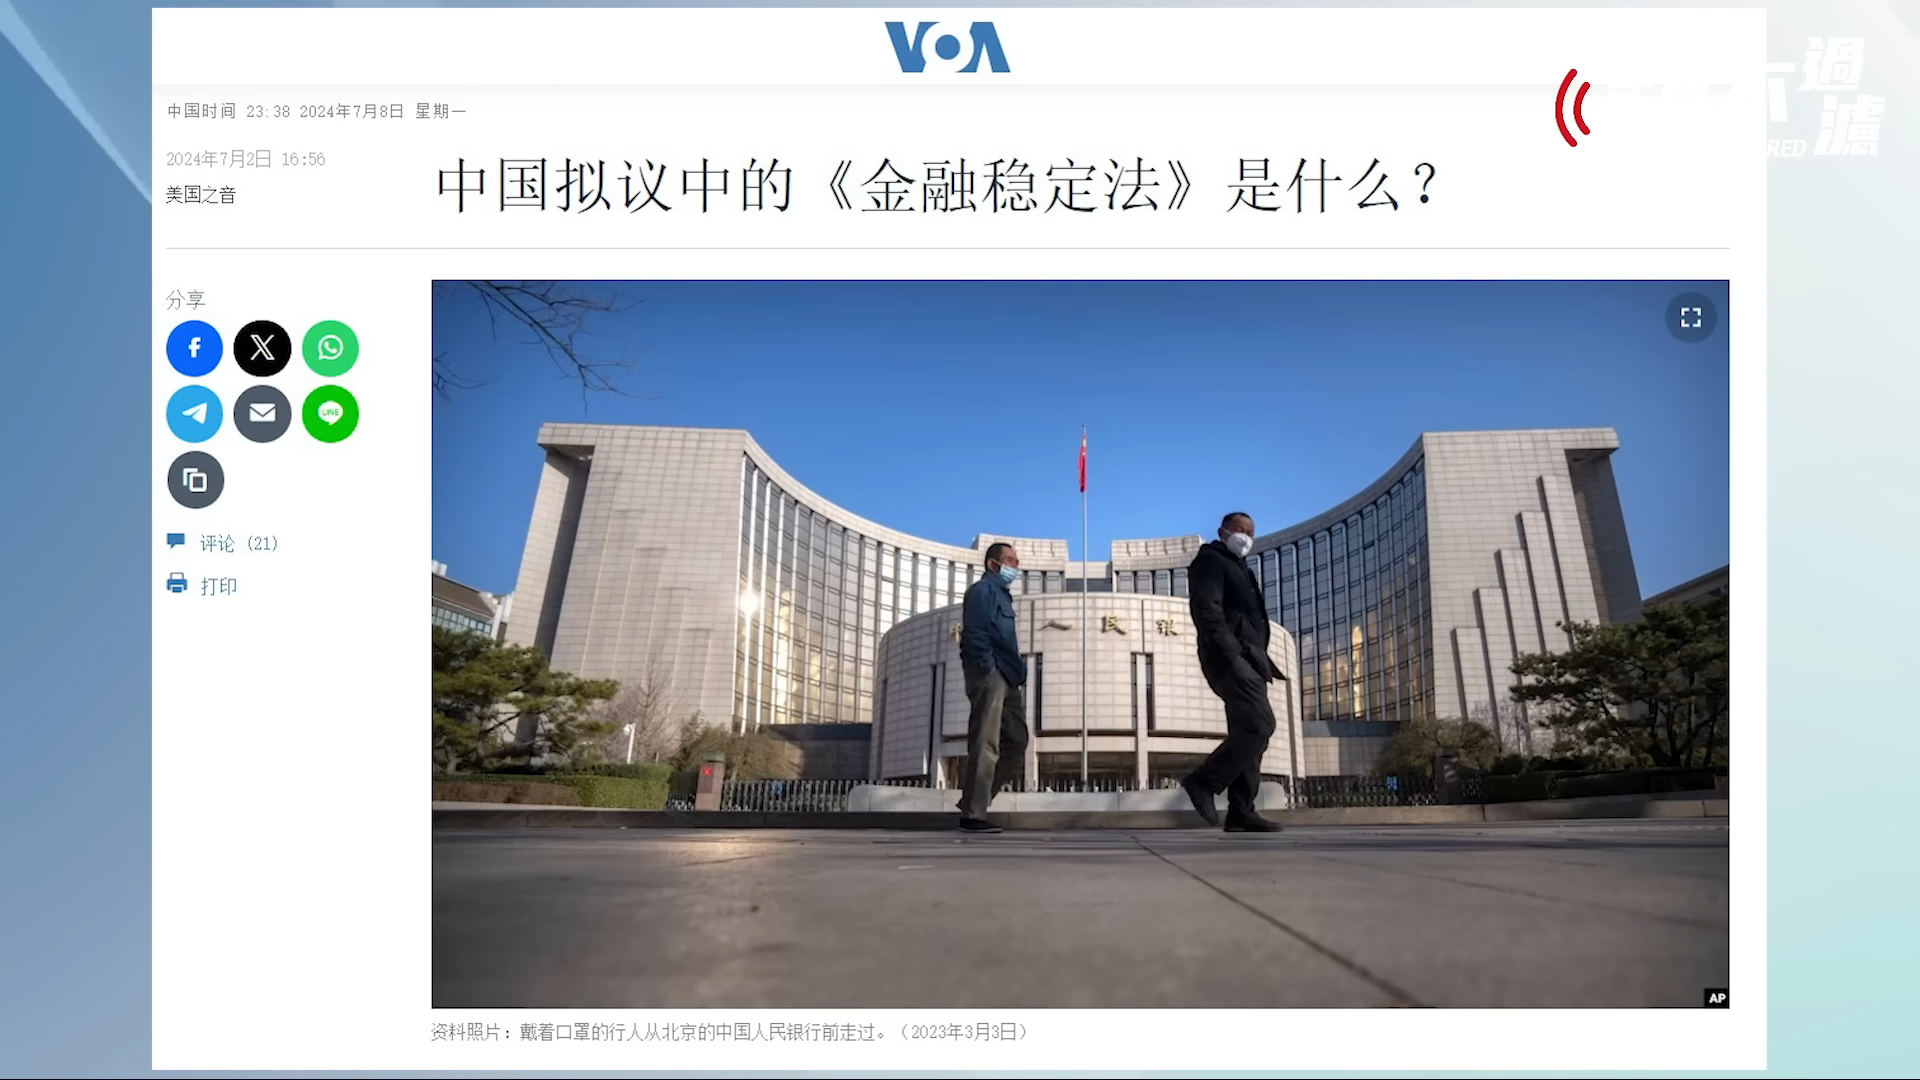 VOA
中国时间 23:38 2024年7月8日 星期一
2024年7月2日 16:56
美国之音
中国拟议中的《金融稳定法》是什么？
分享
LINE
评论 (21)
打印
人民银
AP
资料照片：戴着口罩的行人从北京的中国人民银行前走过。（2023年3月3日）
過
濾
RED